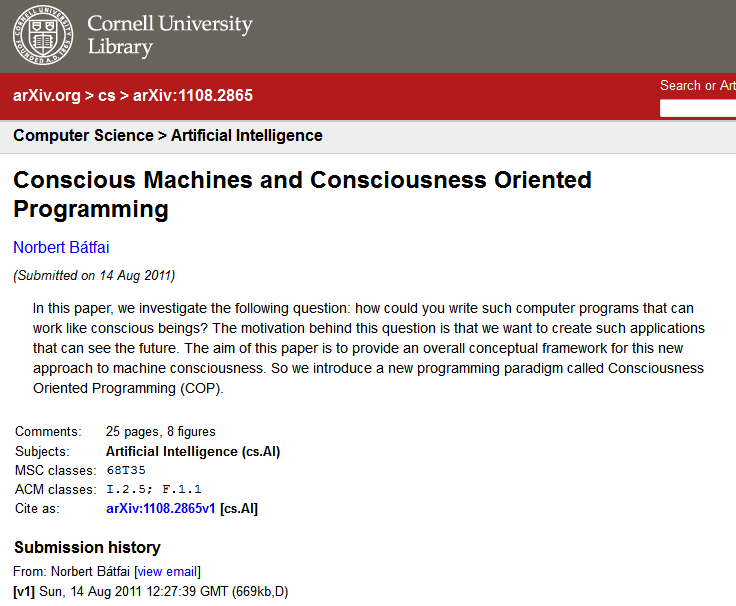 Cornell University
Library
arXiv.org > cs > arXiv:1108.2865
Search or Art
Computer Science > Artificial Intelligence
Conscious Machines and Consciousness Oriented
Programming
Norbert Bátfai
(Submitted on 14 Aug 2011)
In this paper, we investigate the following question: how could you write such computer programs that can
work like conscious beings? The motivation behind this question is that we want to create such applications
that can see the future. The aim of this paper is to provide an overall conceptual framework for this new
approach to machine consciousness. So we introduce a new programming paradigm called Consciousness
Oriented Programming (COP).
Comments: 25 pages, 8 figures
Subjects: Artificial Intelligence (cs.AI)
MSC classes: 68T35
ACM classes: I.2.5; F.1.1
Cite as: arXiv:1108.2865v1 [cs.AI]
Submission history
From: Norbert Bátfai [view email]
[v1] Sun, 14 Aug 2011 12:27:39 GMT (669kb,D)